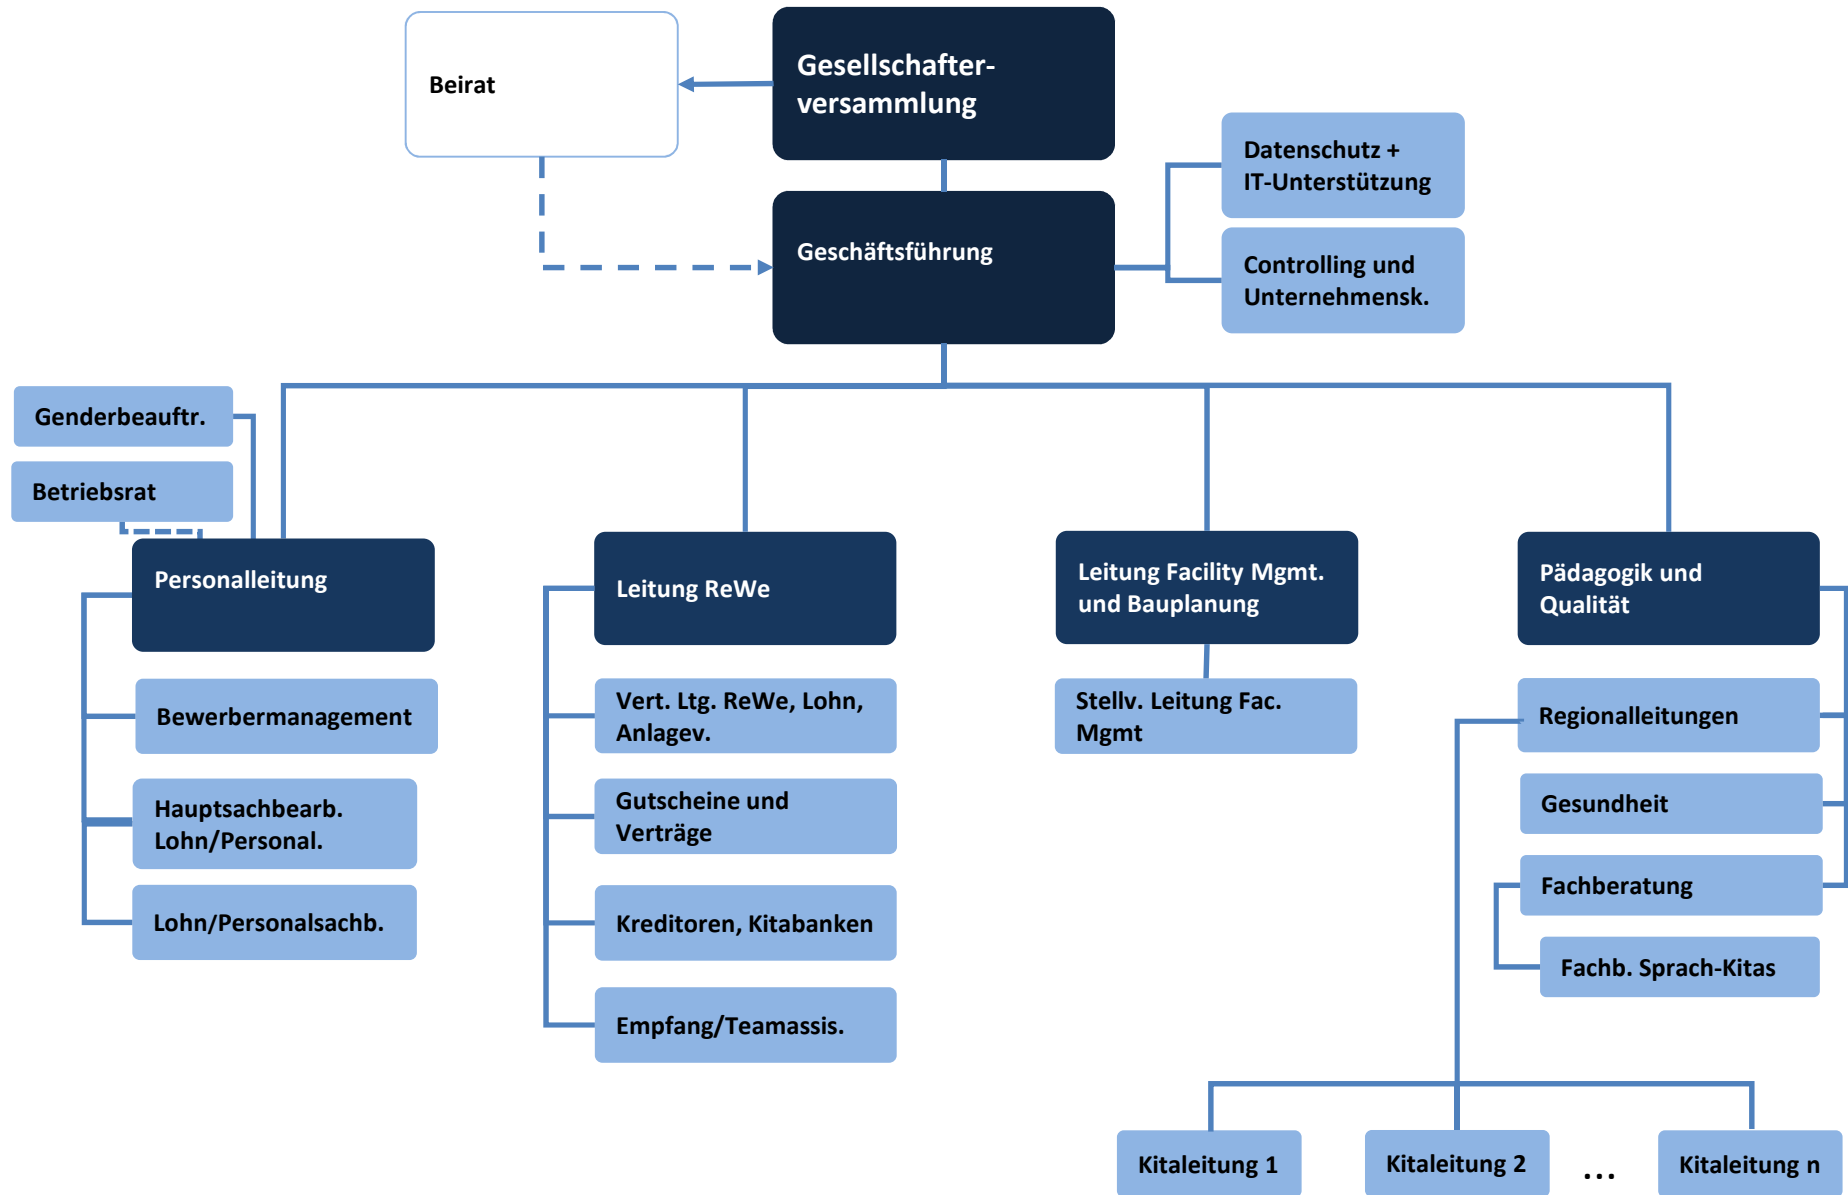 Beirat
Gesellschafter-
versammlung
Datenschutz +
IT-Unterstützung
Geschäftsführung
Controlling und
Unternehmensk.
Genderbeauftr.
Betriebsrat
Personalleitung
Bewerbermanagement
Hauptsachbearb.
Lohn/Personal.
Lohn/Personalsachb.
Leitung ReWe
Vert. Ltg. ReWe, Lohn,
Anlagev.
Gutscheine und
Verträge
Kreditoren, Kitabanken
Empfang/Teamassis.
Leitung Facility Mgmt.
und Bauplanung
Stellv. Leitung Fac.
Mgmt
Pädagogik und
Qualität
Regionalleitungen
Gesundheit
Fachberatung
Fachb. Sprach-Kitas
Kitaleitung 1
Kitaleitung 2
...
Kitaleitung n